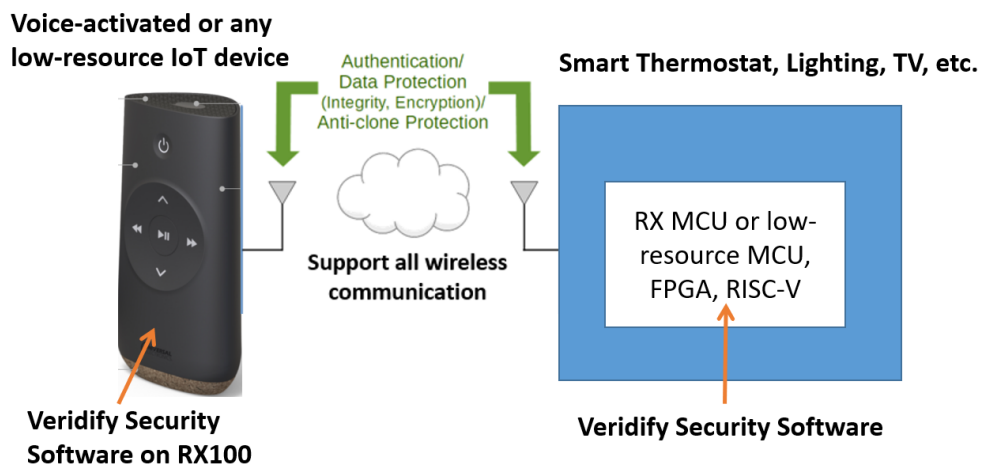 Voice-activated or any
low-resource IoT device
Authentication/
Data Protection
(Integrity, Encryption)/
Anti-clone Protection
Smart Thermostat, Lighting, TV, etc.
Support all wireless
communication
RX MCU or low-
resource MCU,
FPGA, RISC-V
Veridify Security
Software on RX100
Veridify Security Software